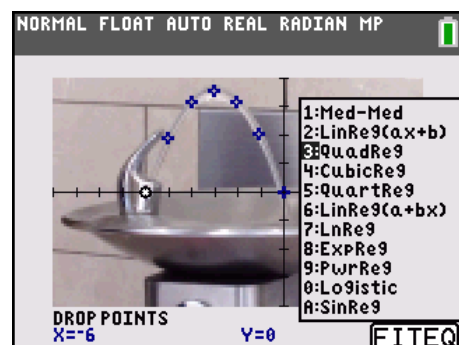 NORMAL FLOAT AUTO REAL RADIAN MP
1:Med-Med
2:LinReg(ax+b)
3:QuadReg
4:CubicReg
5:QuartReg
6:LinReg(a+bx)
7:LnReg
8:ExpReg
9:PwrReg
0:Logistic
A:SinReg
DROP POINTS
X=-6 Y=0
FITEQ